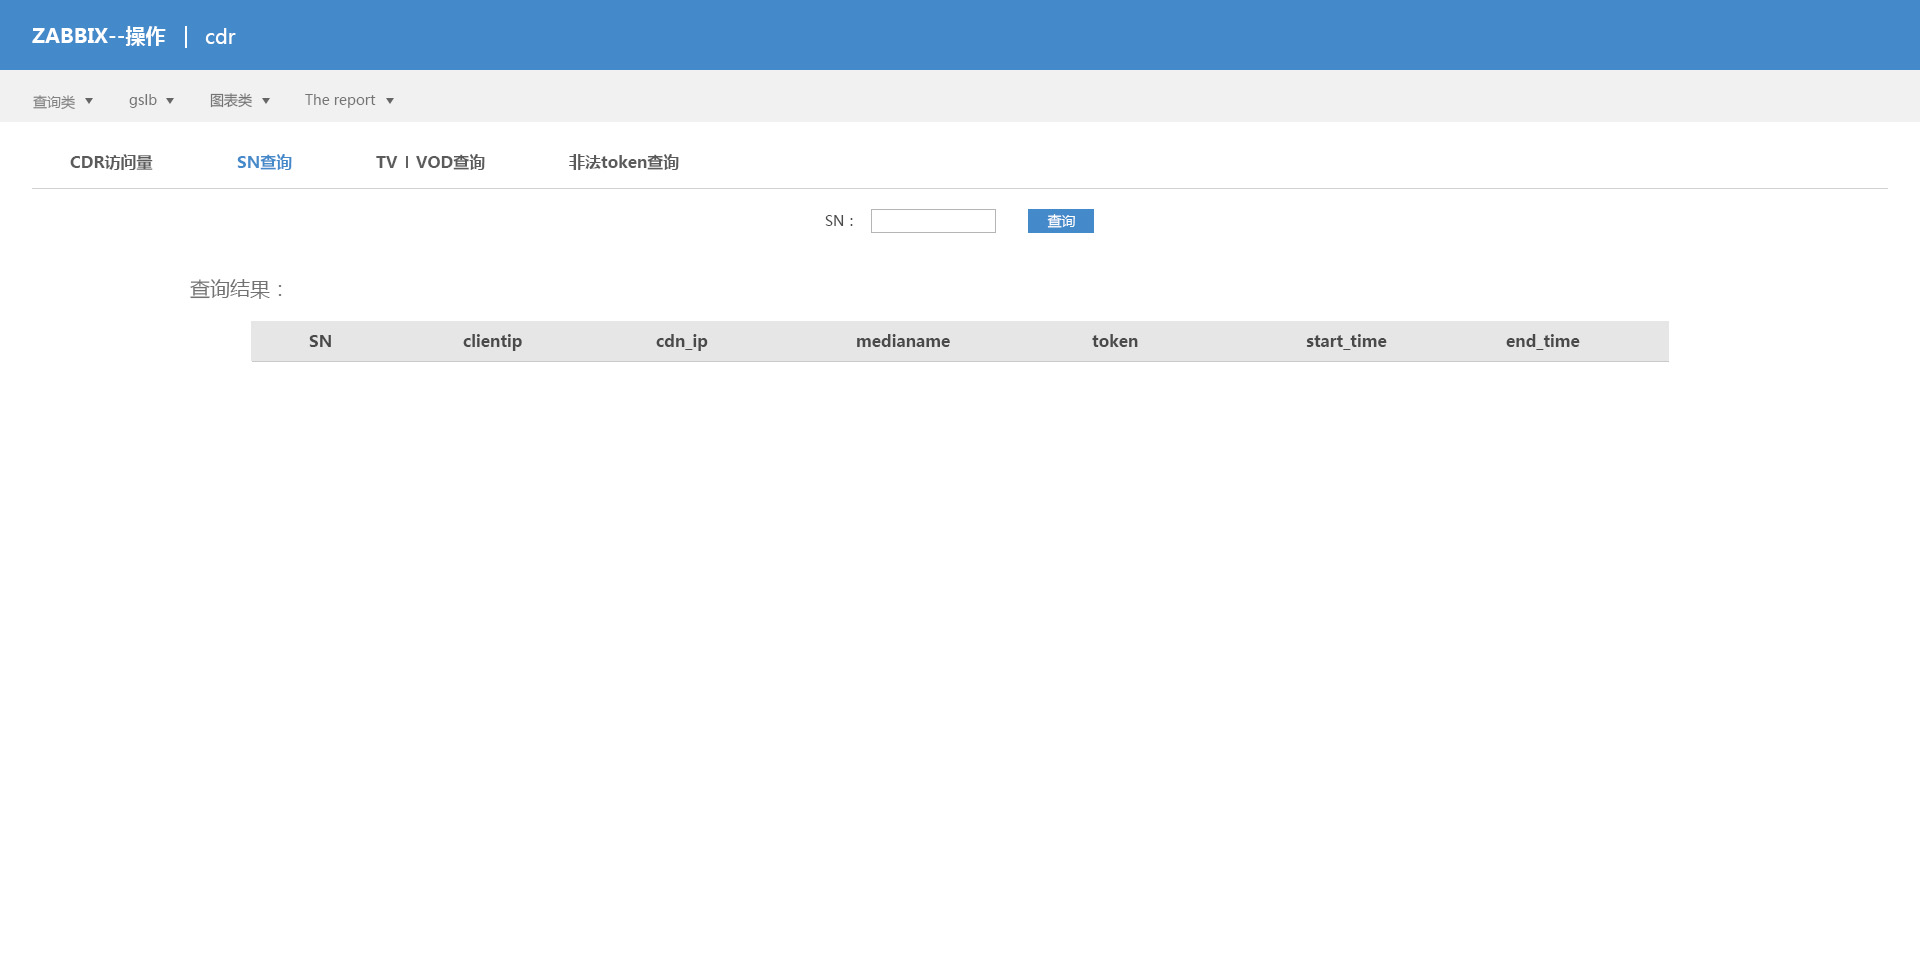 ZABBIX--操作 | cdr
查询类 gslb 图表类 The report
CDR访问量 SN查询 TV | VOD查询 非法token查询
SN： 查询
查询结果：
SN clientip cdn_ip medianame token start_time end_time